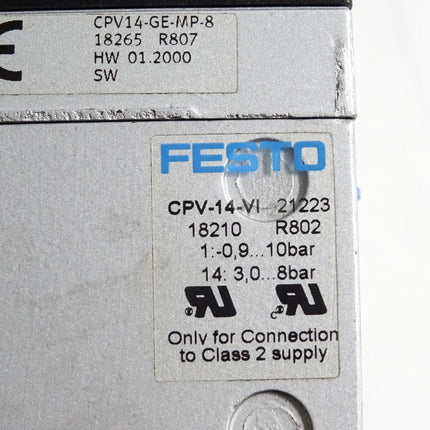 CPV14-GE-MP-8
18265 R807
HW 01.2000
SW
FESTO
CPV-14-VI 21223
18210 R802
1:-0,9...10bar
14: 3,0...8bar
Only for Connection
to Class 2 supply